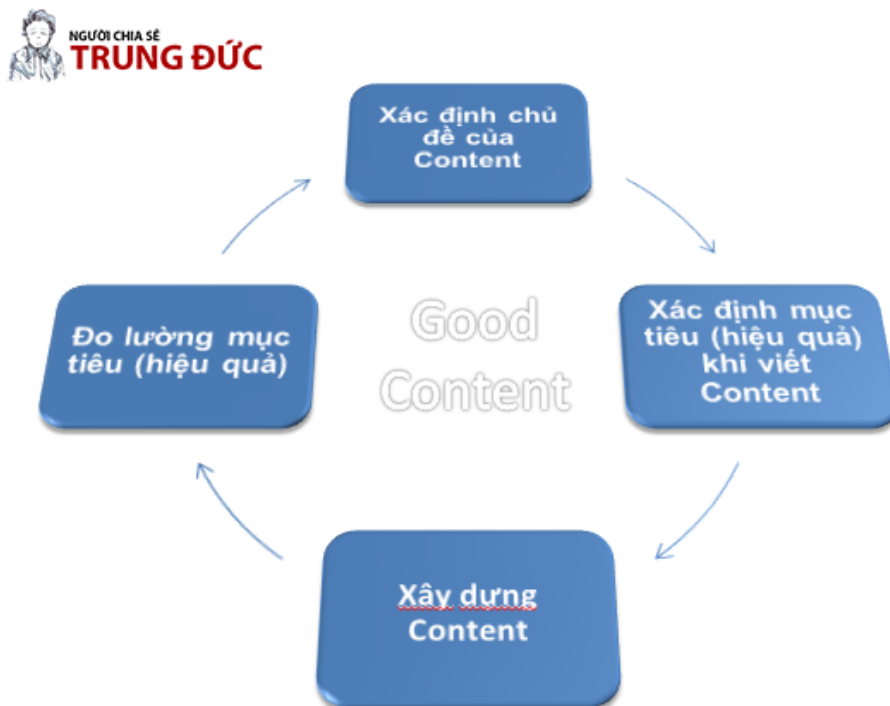 NGƯỜI CHIA SẺ
TRUNG ĐỨC
Xác định chủ
đề của
Content
Đo lường mục
tiêu (hiệu quả)
Good
Content
Xác định mục
tiêu (hiệu quả)
khi viết
Content
Xây dựng
Content